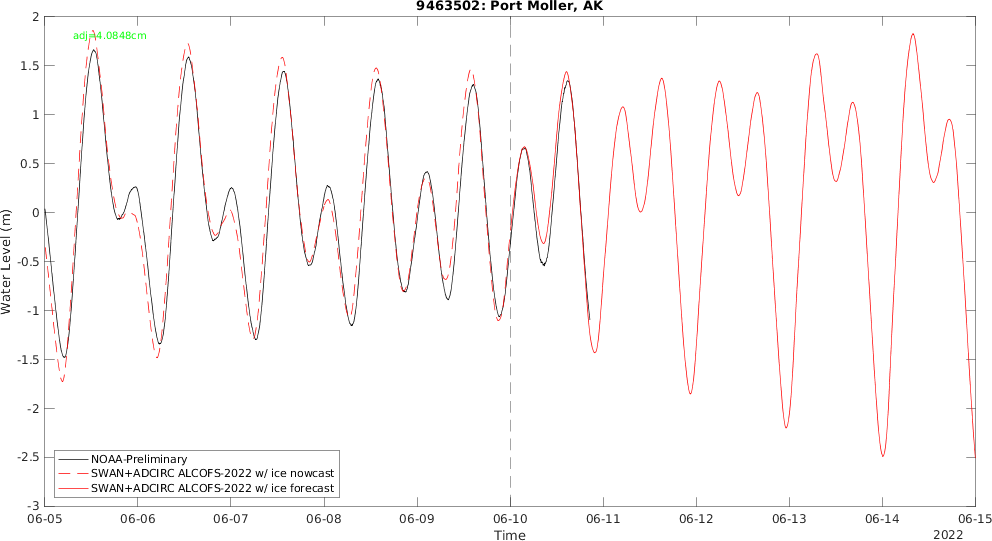 9463502: Port Moller, AK
adj=4.0848cm
2
1.5
1
0.5
0
-0.5
-1
-1.5
-2
-2.5
-3
Water Level (m)
NOAA-Preliminary
SWAN+ADCIRC ALCOFS-2022 w/ ice nowcast
SWAN+ADCIRC ALCOFS-2022 w/ ice forecast
06-05 06-06 06-07 06-08 06-09 06-10 06-11 06-12 06-13 06-14 06-15
Time
2022